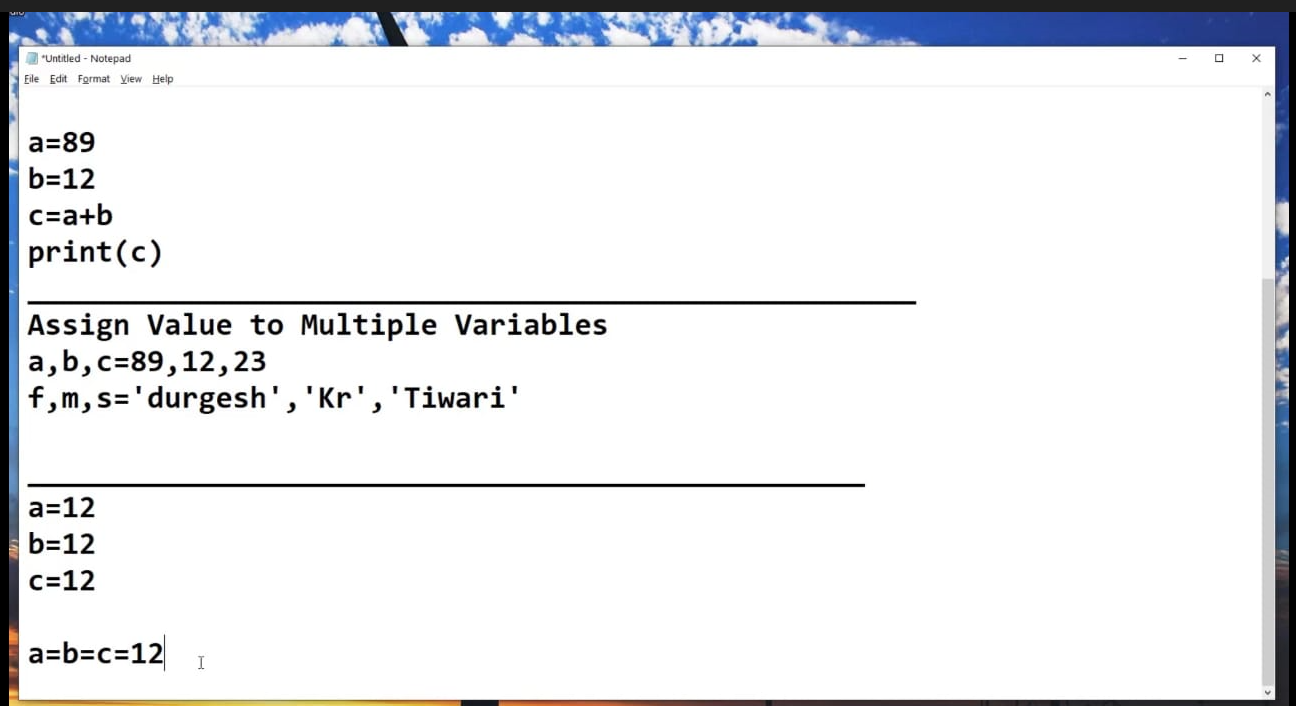 *Untitled - Notepad
File Edit Format View Help
a=89
b=12
c=a+b
print(c)
Assign Value to Multiple Variables
a,b,c=89,12,23
f,m,s='durgesh','Kr','Tiwari'
a=12
b=12
c=12
a=b=c=12